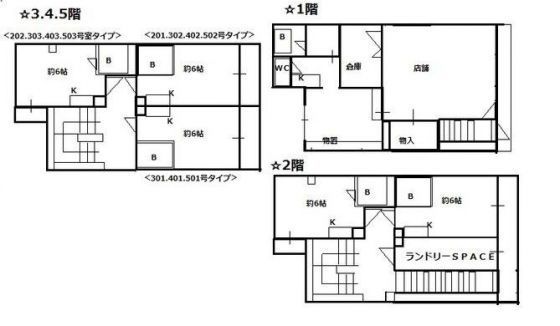 ☆3.4.5階
<202.303.403.503号室タイプ>
<201.302.402.502号タイプ>
約6帖
B
B
約6帖
K
K
K
約6帖
B
<301.401.501号タイプ>
☆1階
B
WC
K
倉庫
店舗
物置
物入
☆2階
約6帖
B
B
約6帖
K
K
ランドリーSPACE